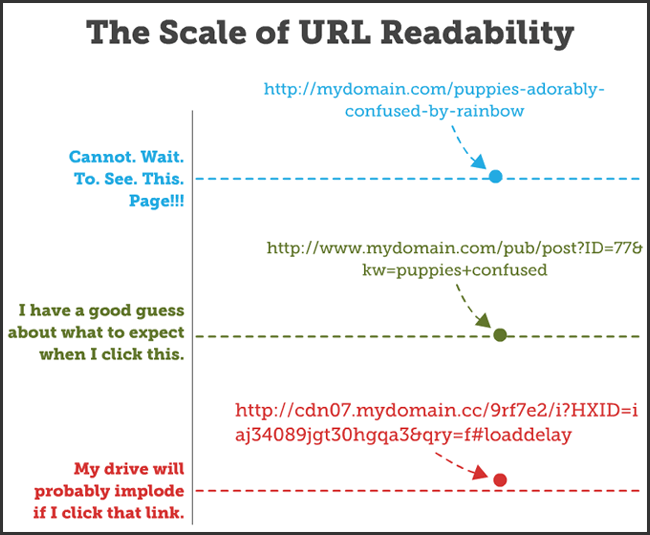 The Scale of URL Readability
http://mydomain.com/puppies-adorably-
confused-by-rainbow
Cannot. Wait.
To. See. This.
Page!!!
http://www.mydomain.com/pub/post?ID=77&
kw=puppies+confused
I have a good guess
about what to expect
when I click this.
http://cdn07.mydomain.cc/9rf7e2/i?HXID=i
aj34089jgt30hgqa3&qry=f#loaddelay
My drive will
probably implode
if I click that link.